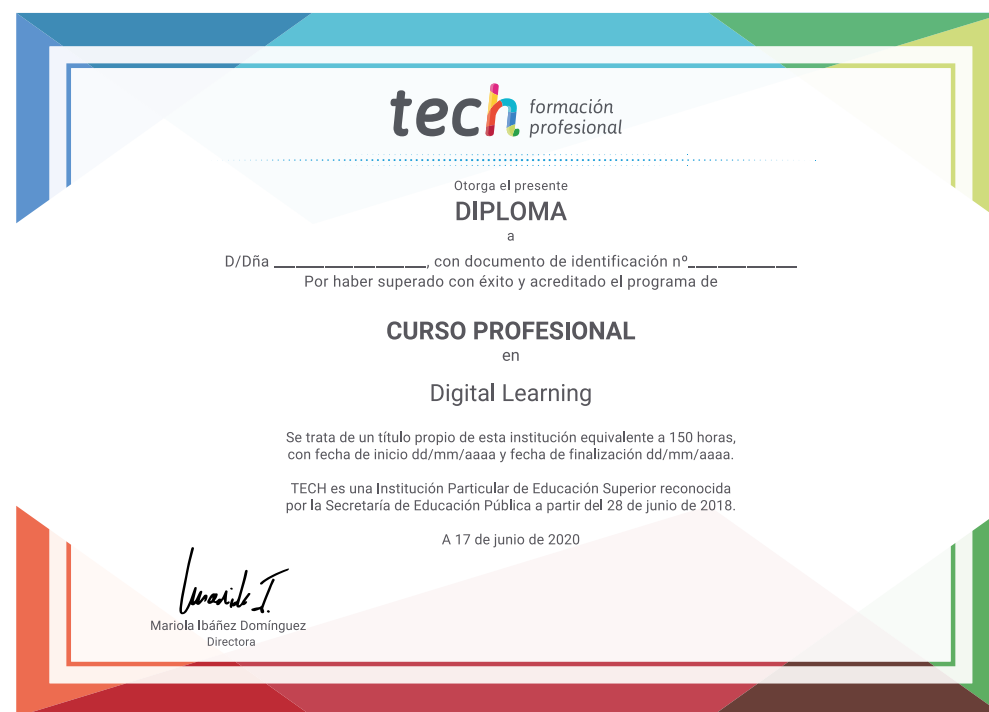 tech formación
profesional
Otorga el presente
DIPLOMA
a
D/Dña ______________, con documento de identificación nº__________
Por haber superado con éxito y acreditado el programa de
CURSO PROFESIONAL
en
Digital Learning
Se trata de un título propio de esta institución equivalente a 150 horas,
con fecha de inicio dd/mm/aaaa y fecha de finalización dd/mm/aaaa.
TECH es una Institución Particular de Educación Superior reconocida
por la Secretaría de Educación Pública a partir del 28 de junio de 2018.
A 17 de junio de 2020
Mariola I.
Mariola Ibáñez Domínguez
Directora